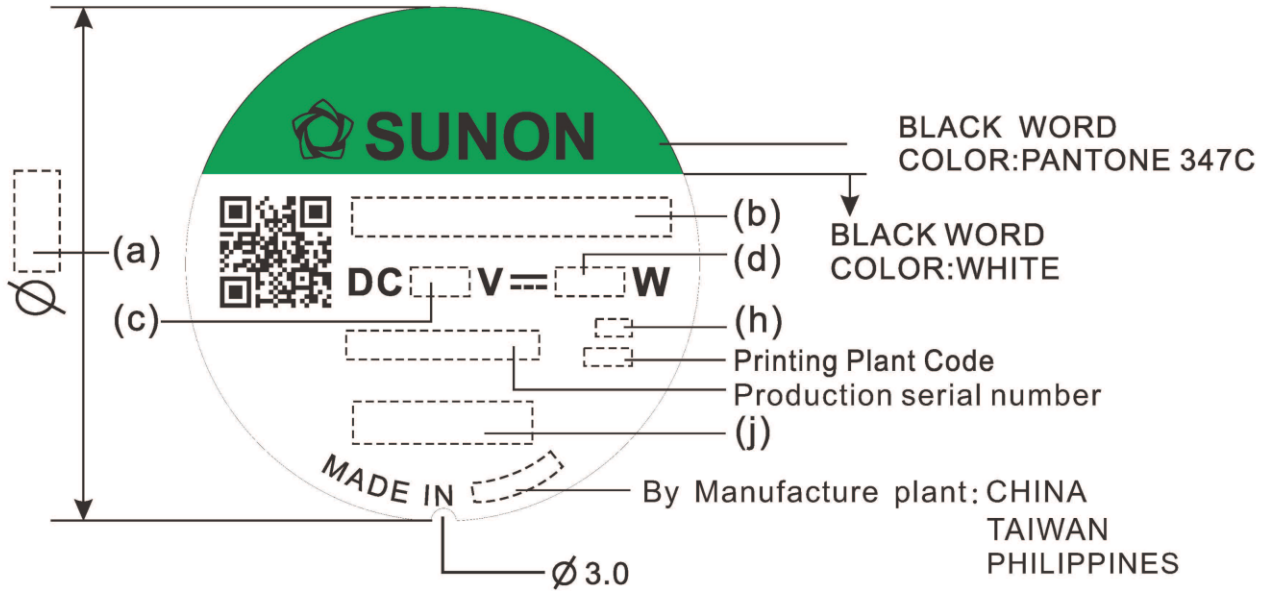 SUNON
BLACK WORD
COLOR:PANTONE 347C
(b)
BLACK WORD
COLOR:WHITE
(a)
(d)
DC V W
Ø
(c)
(h)
Printing Plant Code
Production serial number
(j)
MADE IN
By Manufacture plant: CHINA
TAIWAN
PHILIPPINES
Ø 3.0